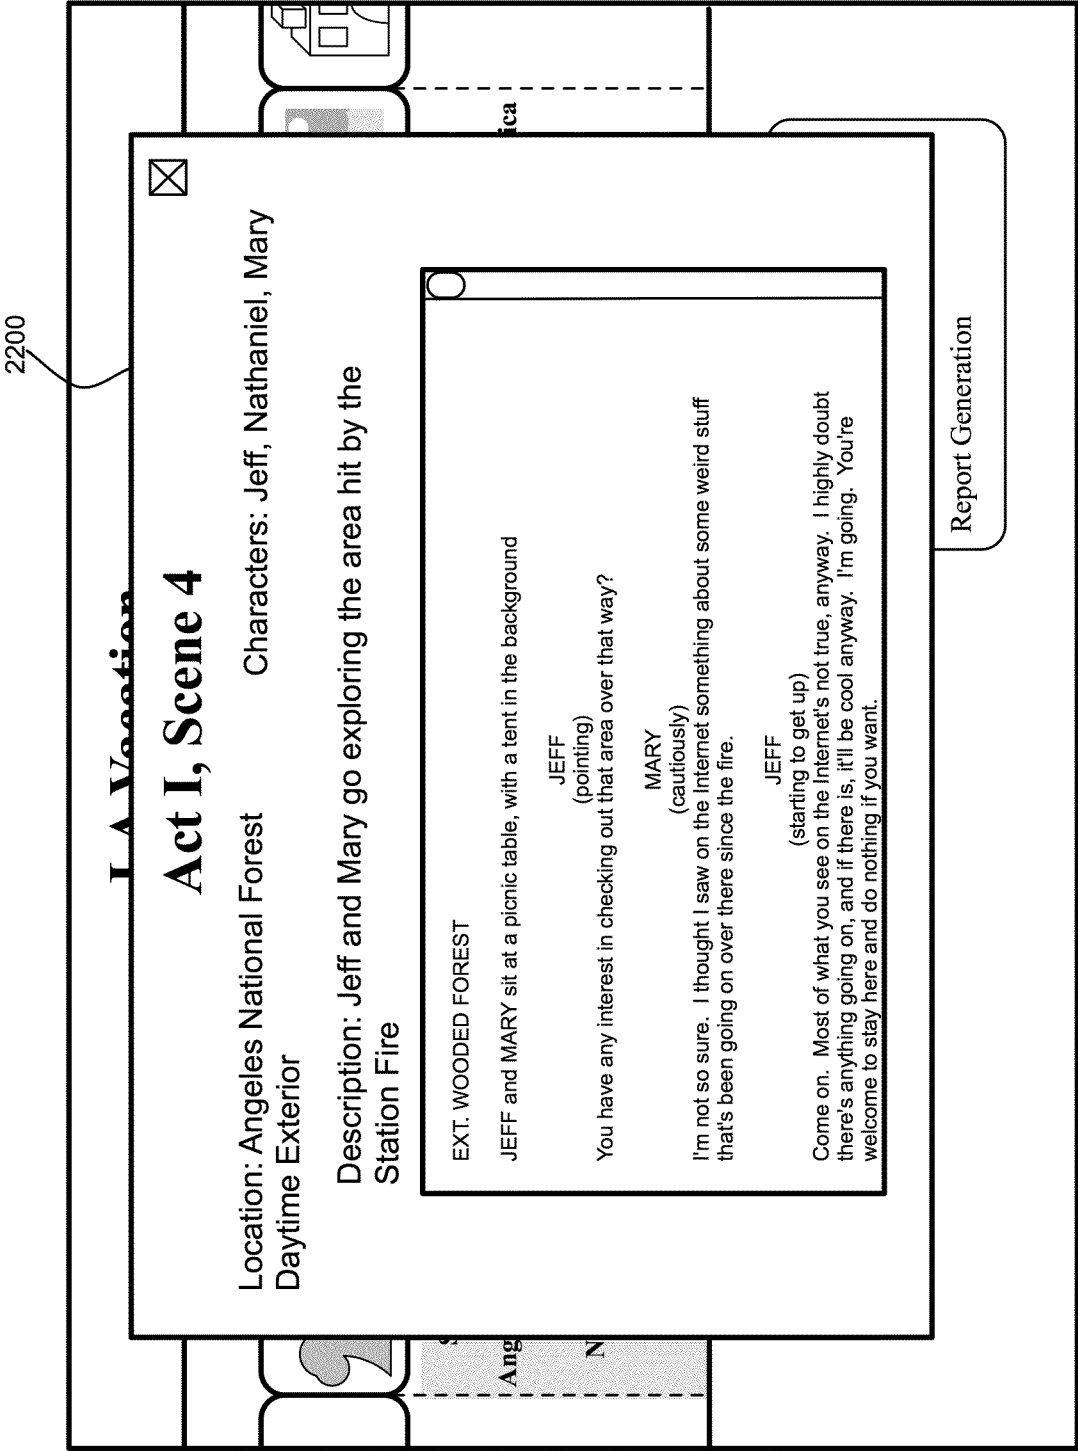 2200
LA Vacation
Act I, Scene 4
Location: Angeles National Forest
Daytime Exterior
Characters: Jeff, Nathaniel, Mary
Description: Jeff and Mary go exploring the area hit by the
Station Fire
EXT. WOODED FOREST
JEFF and MARY sit at a picnic table, with a tent in the background
JEFF
(pointing)
You have any interest in checking out that area over that way?
MARY
(cautiously)
I'm not so sure. I thought I saw on the Internet something about some weird stuff
that's been going on over there since the fire.
JEFF
(starting to get up)
Come on. Most of what you see on the Internet's not true, anyway. I highly doubt
there's anything going on, and if there is, it'll be cool anyway. I'm going. You're
welcome to stay here and do nothing if you want.
Ang
ica
N
Report Generation